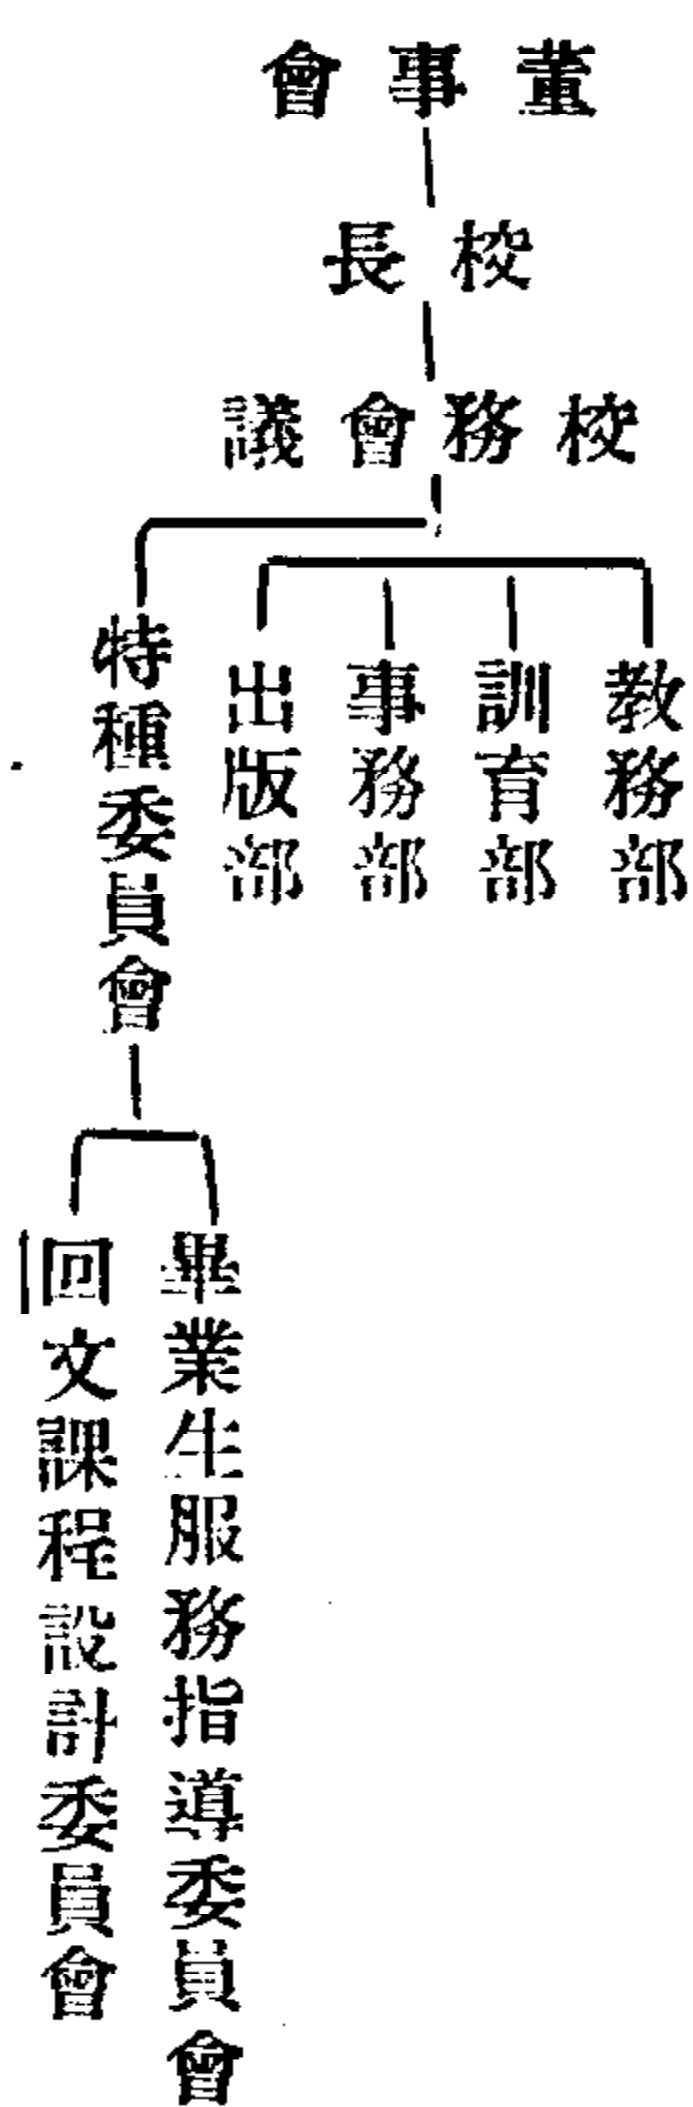 董事會
校長
校務會議
教務部
訓育部
事務部
出版部
特種委員會
畢業生服務指導委員會
回文課程設計委員會